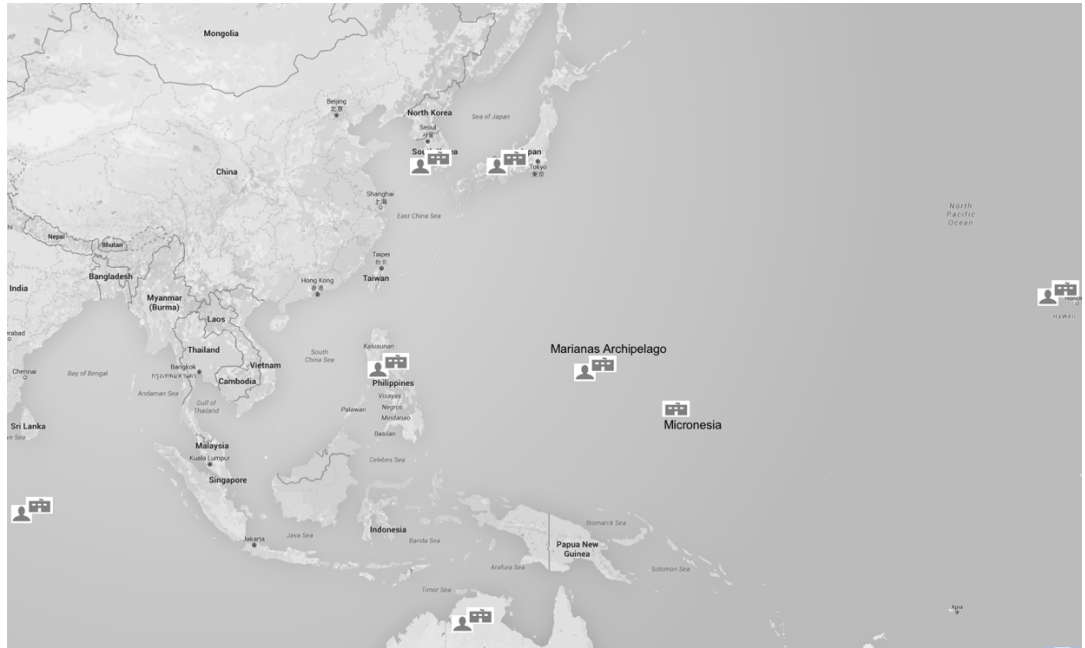 Mongolia
Beijing
北京
North Korea
Sea of Japan
Seoul
서울
Tokyo
東京
China
Shanghai
上海
East China Sea
North
Pacific
Ocean
Nepal
Bhutan
Taipei
台北
Taiwan
Bangladesh
Hong Kong
香港
India
Myanmar
(Burma)
HAWAII
Laos
Thailand
Vietnam
South
China Sea
Marianas Archipelago
Bangkok
Chennai
Bay of Bengal
Cambodia
Philippines
Andaman Sea
Gulf of
Thailand
Visayas
Palawan
Negros
Mindanao
Micronesia
Sri Lanka
Basilan
Malaysia
Kuala Lumpur
Celebes Sea
Singapore
Indonesia
Java Sea
Jakarta
Banda Sea
Bismarck Sea
Papua New
Guinea
Arafura Sea
Solomon Sea
Timor Sea
Apia